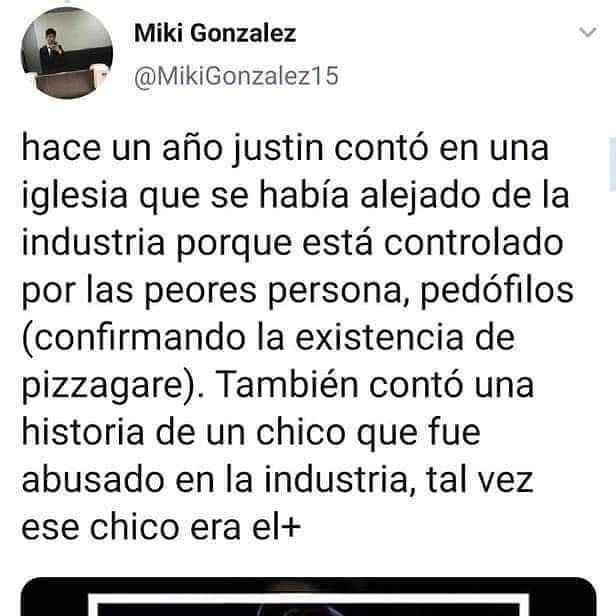 Miki Gonzalez
@MikiGonzalez15
hace un año justin contó en una
iglesia que se había alejado de la
industria porque está controlado
por las peores persona, pedófilos
(confirmando la existencia de
pizzagare). También contó una
historia de un chico que fue
abusado en la industria, tal vez
ese chico era el+